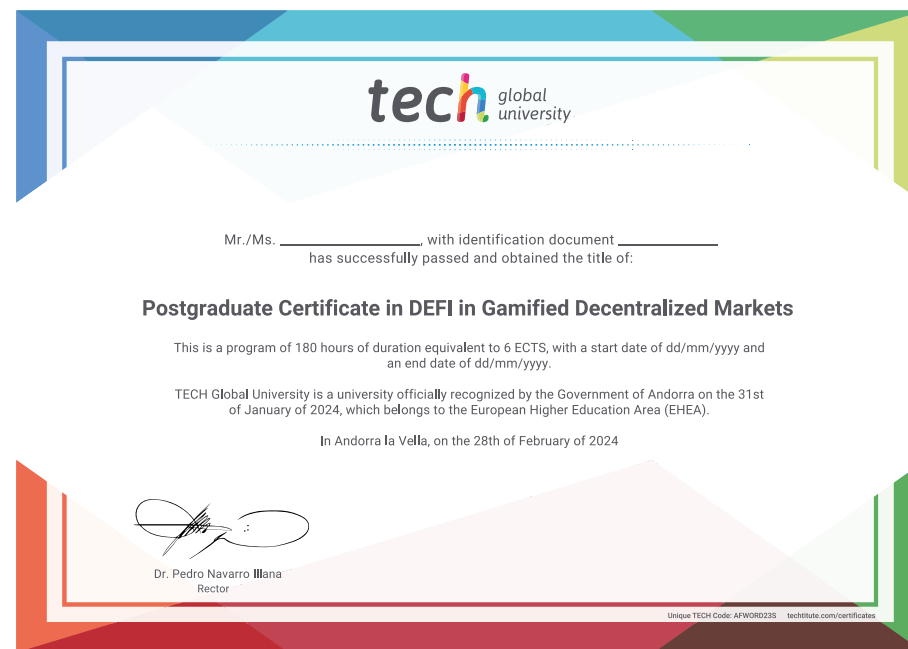 tech global university
Mr./Ms. ____________________, with identification document ______________
has successfully passed and obtained the title of:
Postgraduate Certificate in DEFI in Gamified Decentralized Markets
This is a program of 180 hours of duration equivalent to 6 ECTS, with a start date of dd/mm/yyyy and
an end date of dd/mm/yyyy.
TECH Global University is a university officially recognized by the Government of Andorra on the 31st
of January of 2024, which belongs to the European Higher Education Area (EHEA).
In Andorra la Vella, on the 28th of February of 2024
Dr. Pedro Navarro Illana
Rector
Unique TECH Code: AFWORD23S techtitute.com/certificates